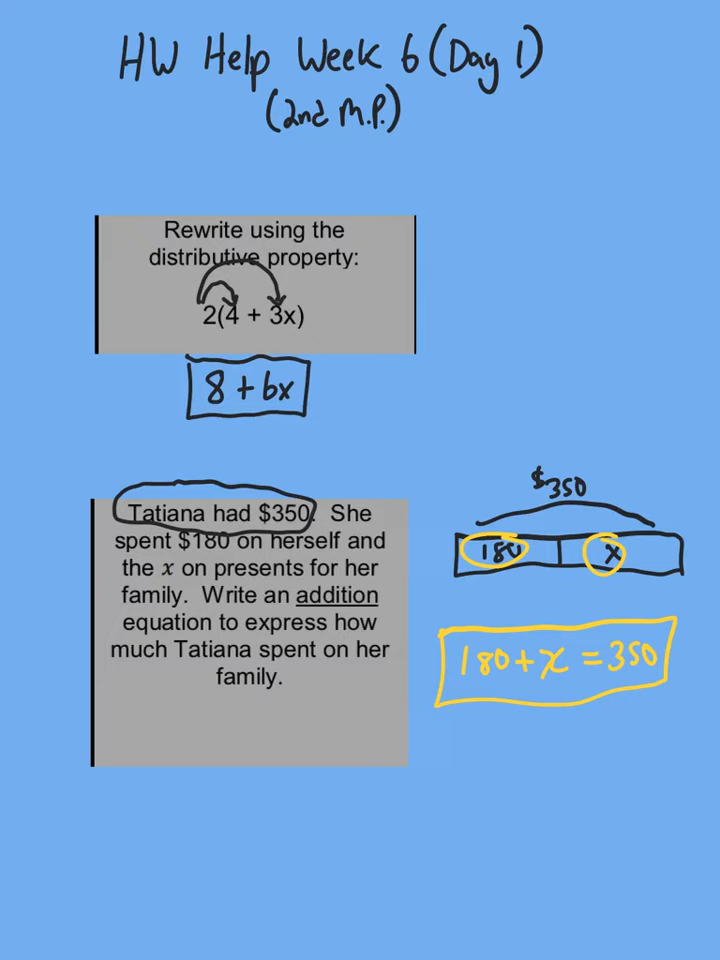 HW Help Week 6 (Day 1)
(2nd M.P.)
Rewrite using the
distributive property:
2(4 + 3x)
8 + 6x
$350
Tatiana had $350. She
spent $180 on herself and
the x on presents for her
family. Write an addition
equation to express how
much Tatiana spent on her
family.
180 x
180 + x = 350